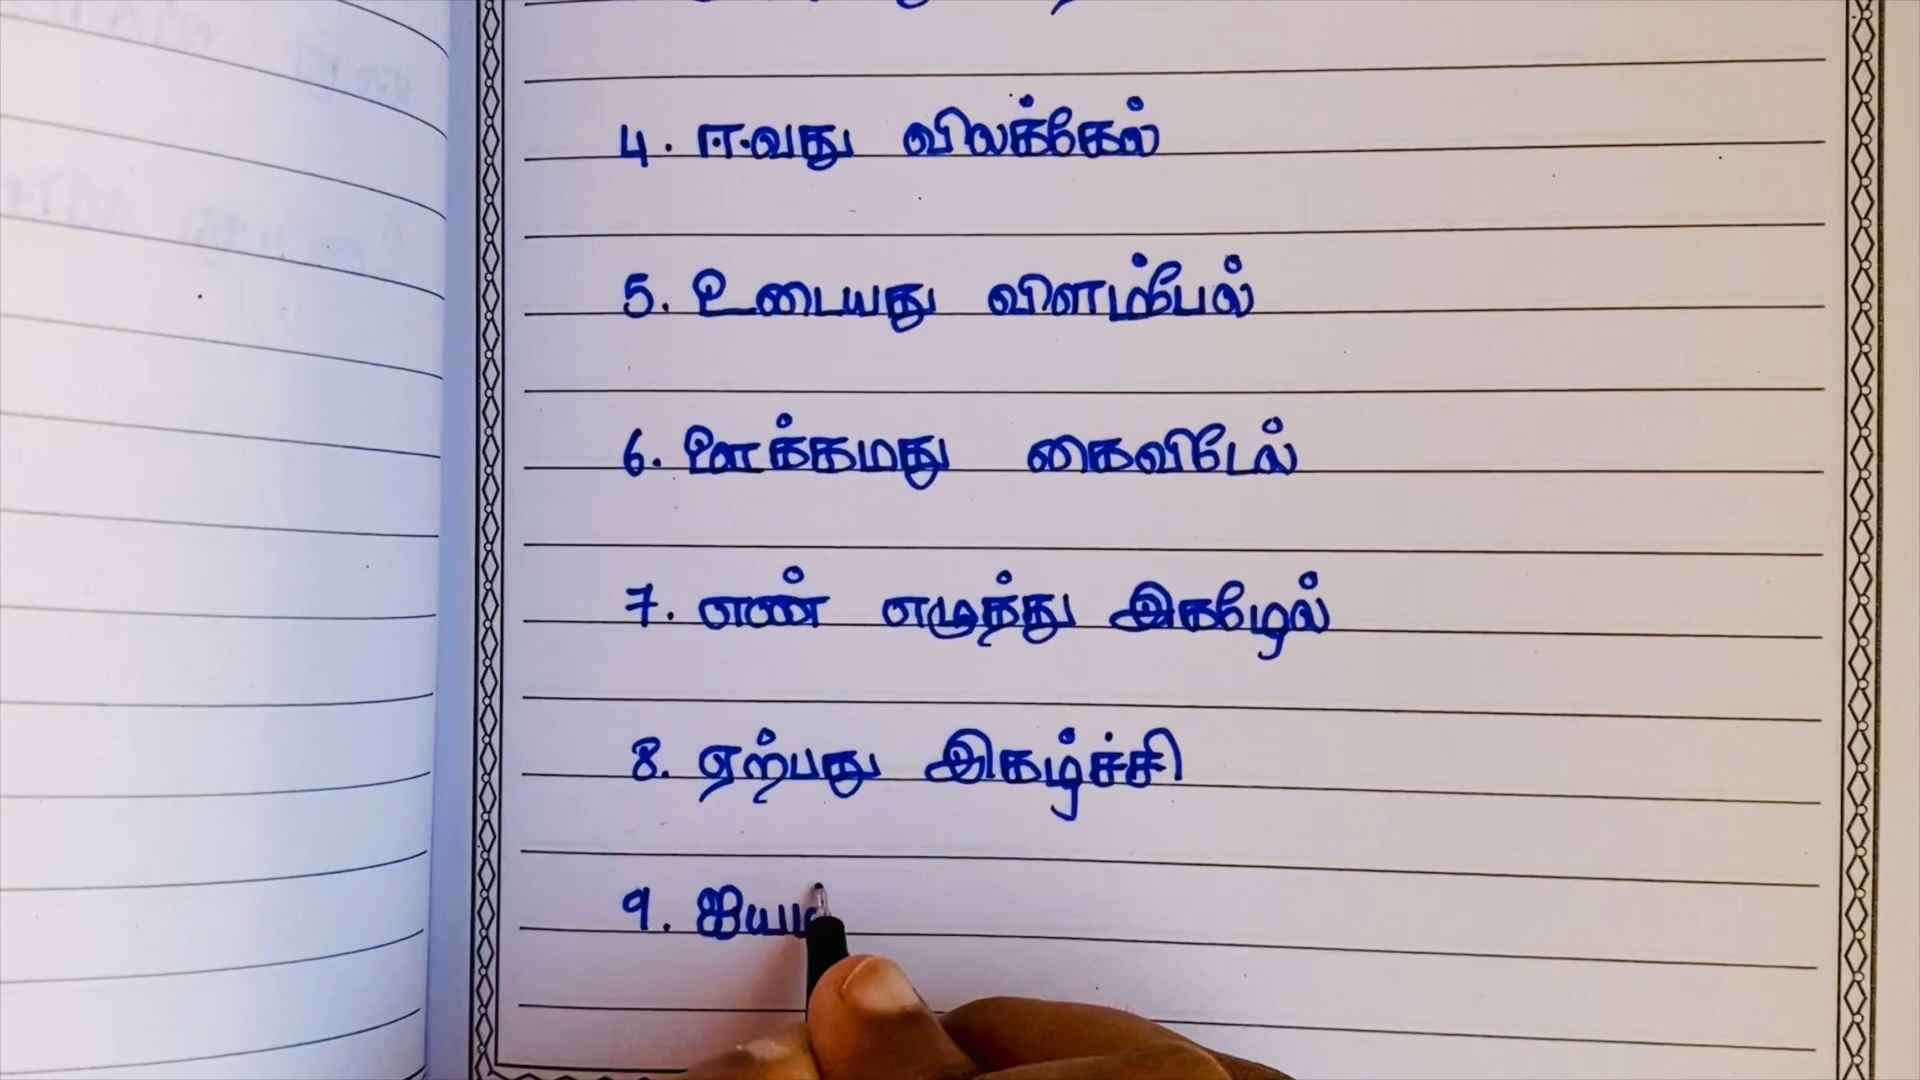 4. ஈவது விலக்கேல்
5. உடையது விளம்பேல்
6. ஊக்கமது கைவிடேல்
7. எண் எழுத்து இகழேல்
8. ஏற்பது இகழ்ச்சி
9. ஐயம